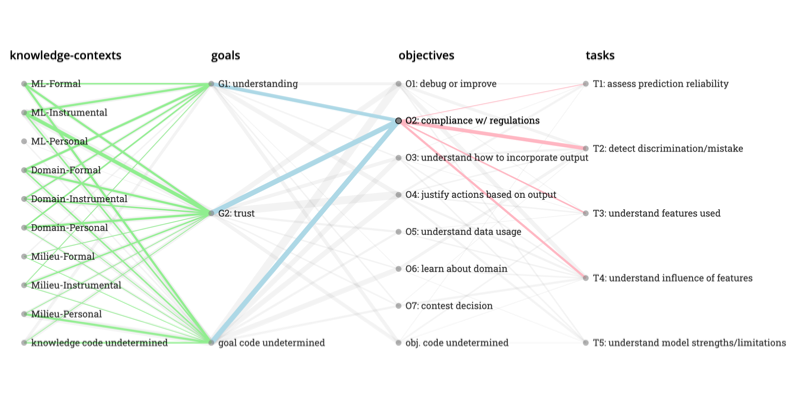 knowledge-contexts
ML-Formal
ML-Instrumental
ML-Personal
Domain-Formal
Domain-Instrumental
Domain-Personal
Milieu-Formal
Milieu-Instrumental
Milieu-Personal
knowledge code undetermined
goals
G1: understanding
G2: trust
goal code undetermined
objectives
O1: debug or improve
O2: compliance w/ regulations
O3: understand how to incorporate output
O4: justify actions based on output
O5: understand data usage
O6: learn about domain
O7: contest decision
obj. code undetermined
tasks
T1: assess prediction reliability
T2: detect discrimination/mistake
T3: understand features used
T4: understand influence of features
T5: understand model strengths/limitations